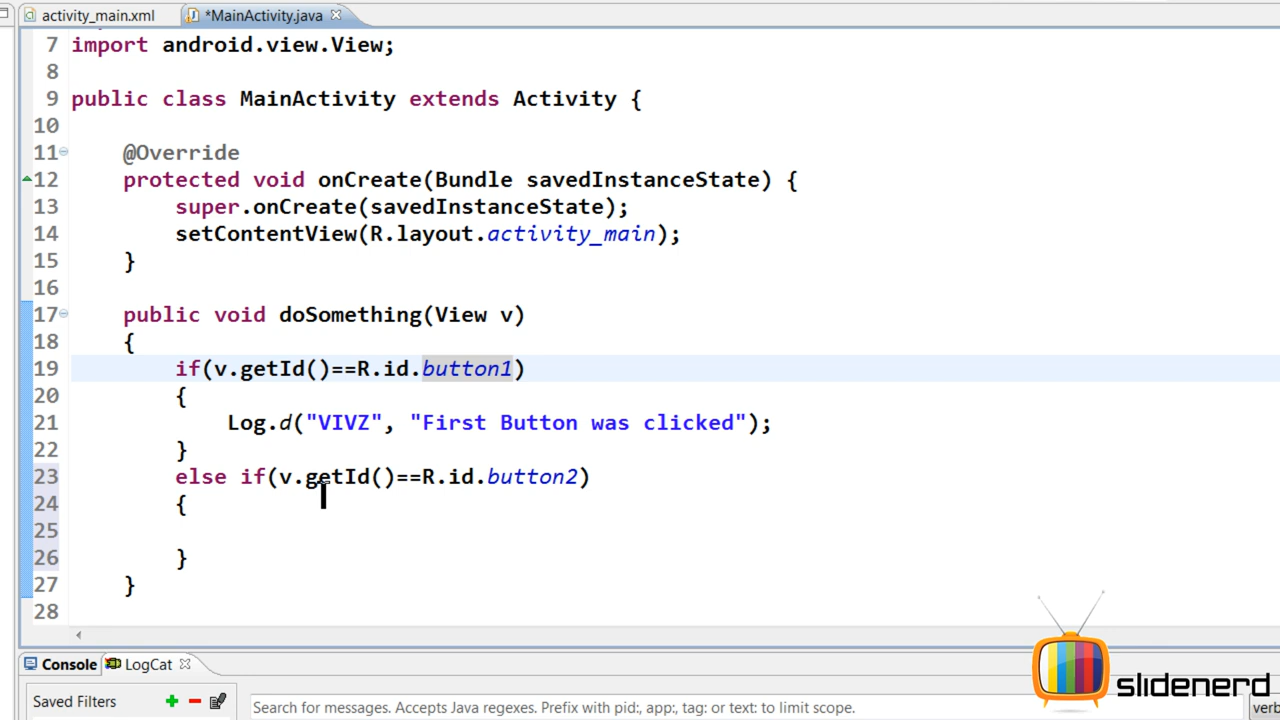 activity_main.xml
*MainActivity.java
7 import android.view.View;
8
9 public class MainActivity extends Activity {
10
11 @Override
12 protected void onCreate(Bundle savedInstanceState) {
13 super.onCreate(savedInstanceState);
14 setContentView(R.layout.activity_main);
15 }
16
17 public void doSomething(View v)
18 {
19 if(v.getId()==R.id.button1)
20 {
21 Log.d("VIVZ", "First Button was clicked");
22 }
23 else if(v.getId()==R.id.button2)
24 {
25
26 }
27 }
28
Console
LogCat
slidenerd
Saved Filters
Search for messages. Accepts Java regexes. Prefix with pid:, app:, tag: or text: to limit scope.
verb